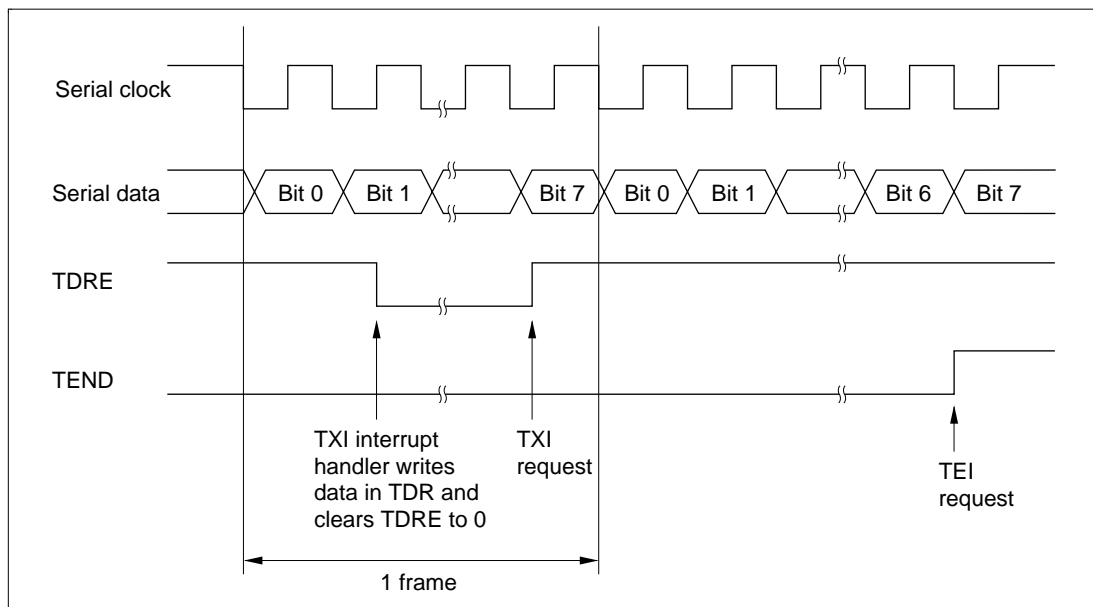 Serial clock
Serial data
Bit 0
Bit 1
Bit 7
Bit 0
Bit 1
Bit 6
Bit 7
TDRE
TEND
TXI interrupt
handler writes
data in TDR and
clears TDRE to 0
TXI
request
TEI
request
1 frame